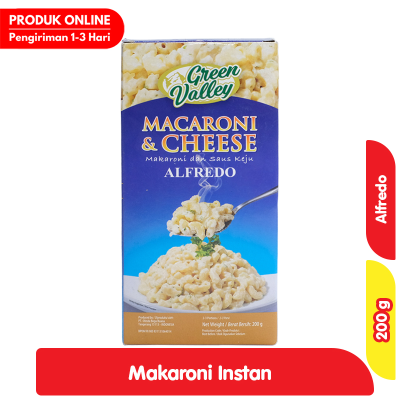 PRODUK ONLINE
Pengiriman 1-3 Hari
Green
Valley
MACARONI
& CHEESE
Makaroni dan Saus Keju
ALFREDO
Net Weight / Berat Bersih: 200 g
Alfredo
200 g
Makaroni Instan